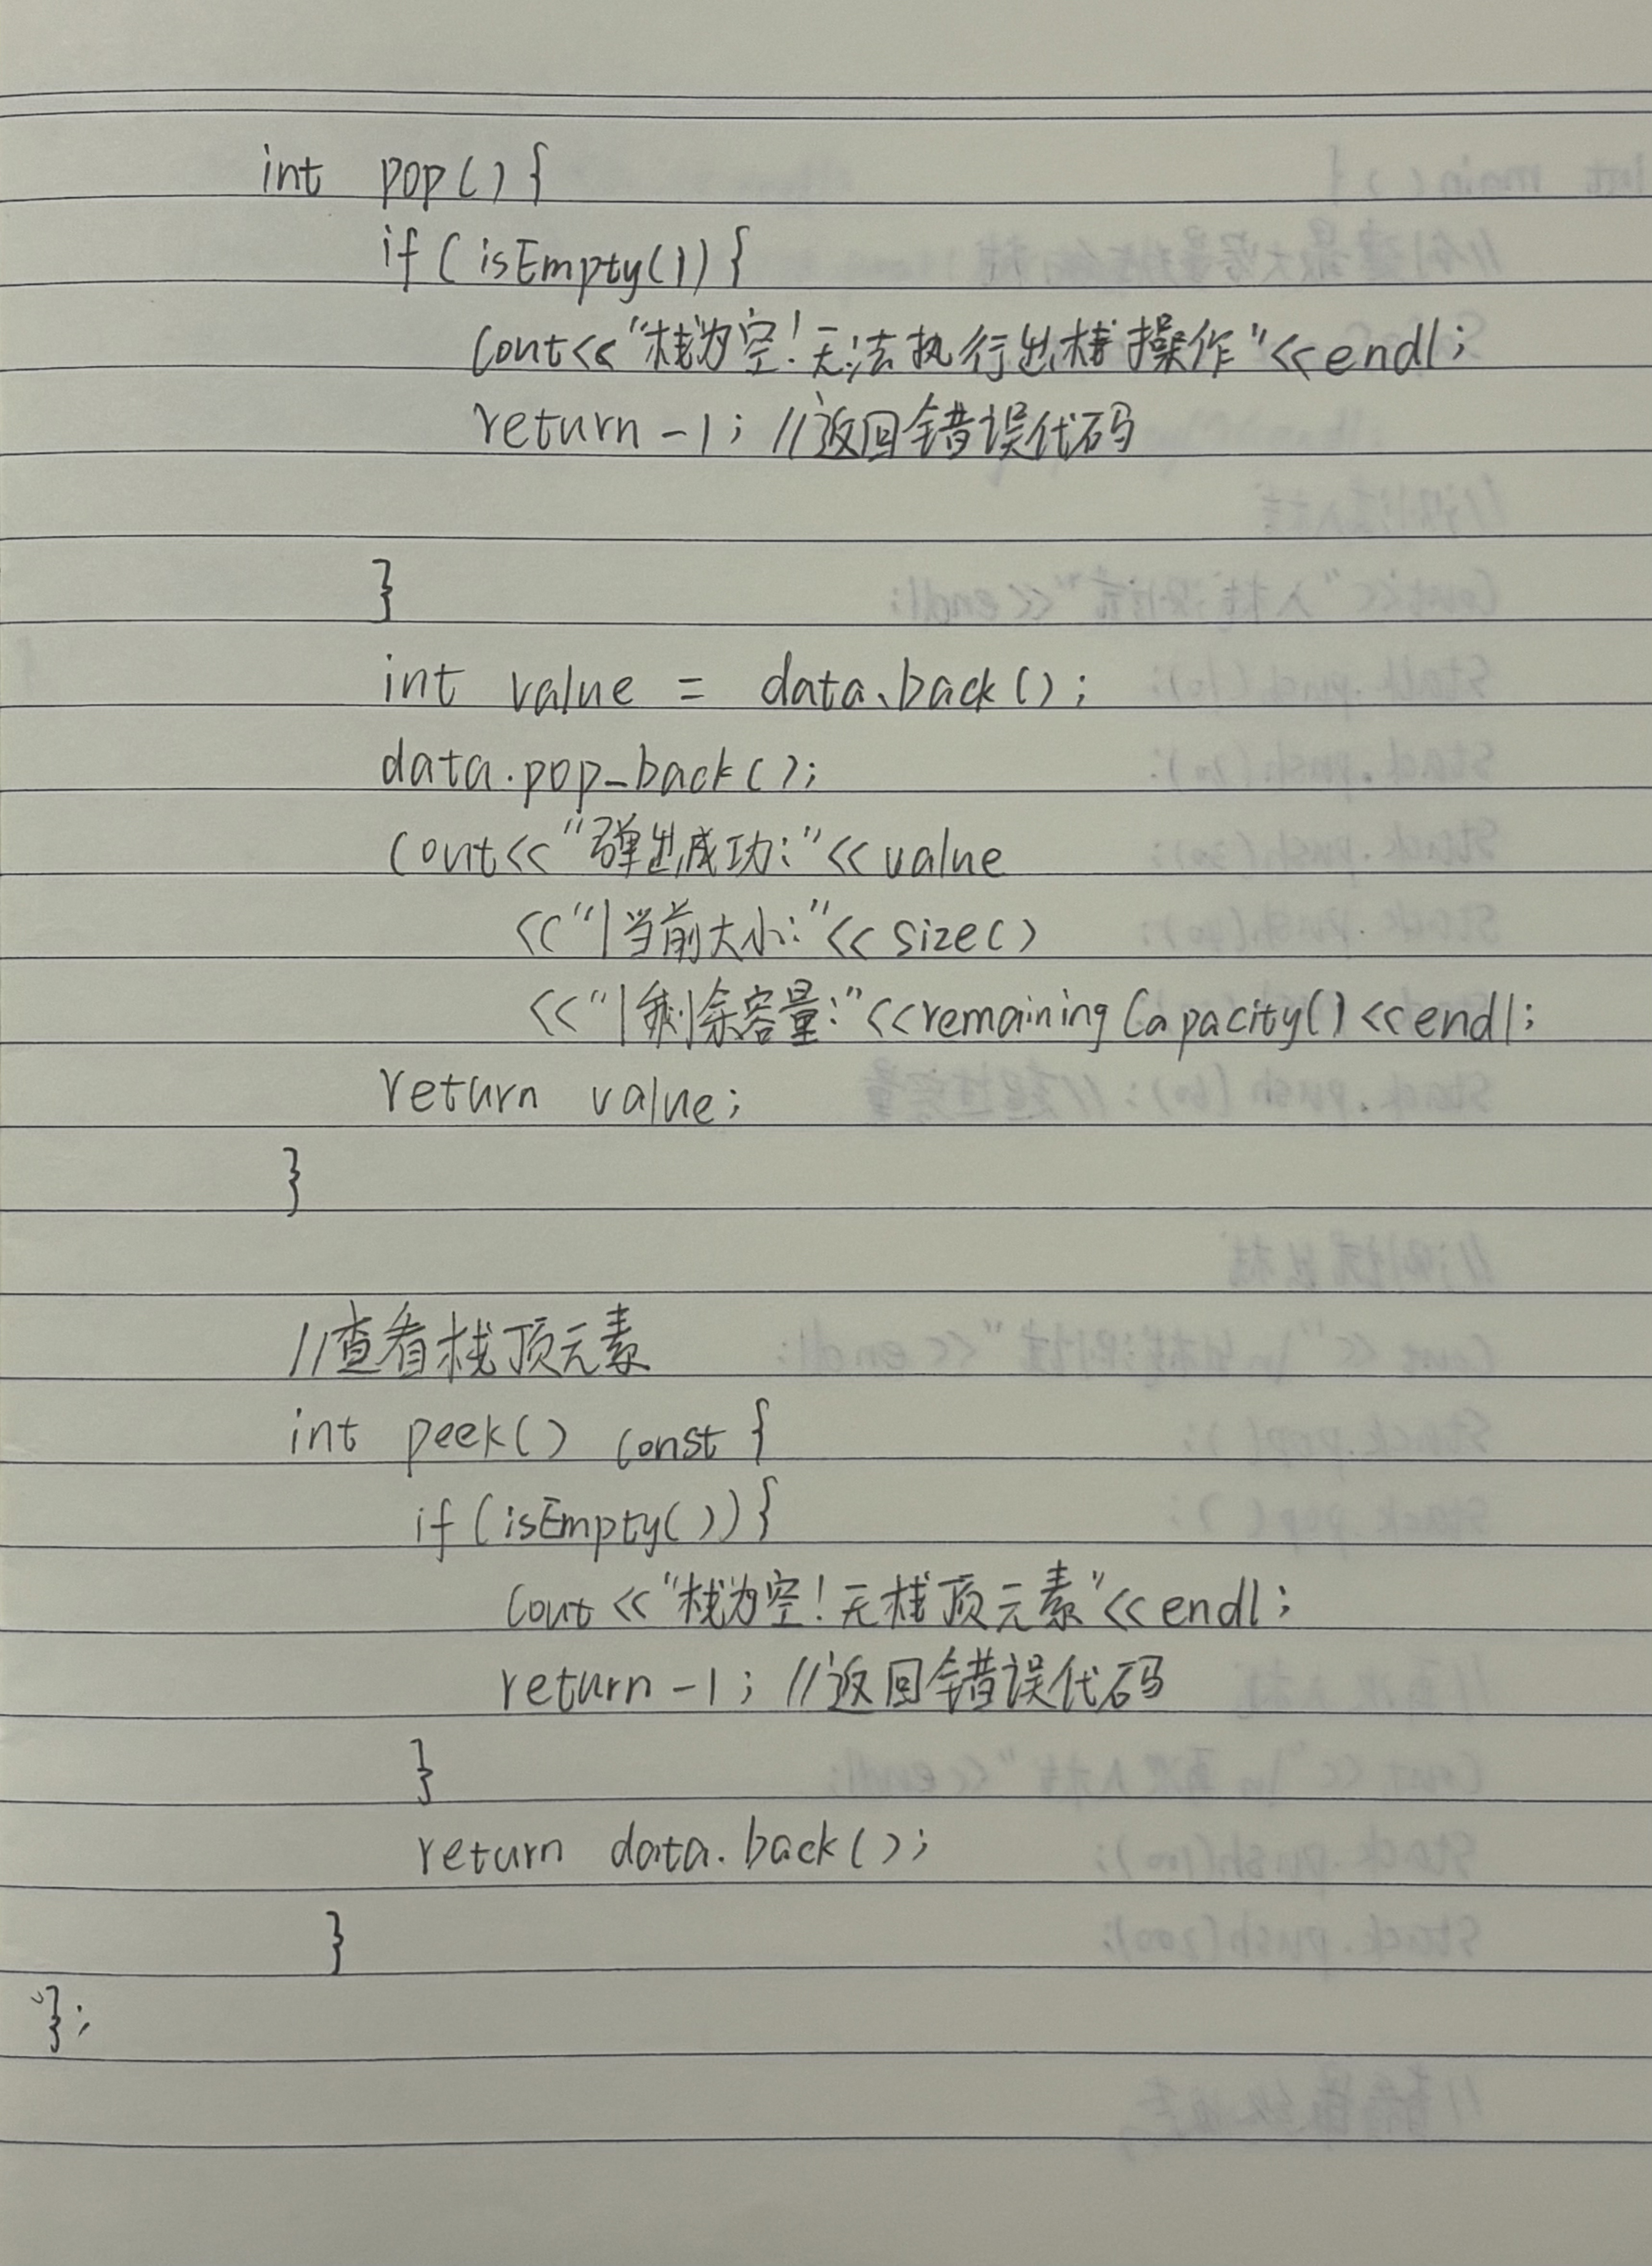 int pop(){
if(isEmpty()){
cout<<"栈为空!无法执行出栈操作"<<endl;
return -1; //返回错误代码
}
int value = data.back();
data.pop_back();
cout<<"弹出成功:"<<value
<<"|当前大小:"<<size()
<<"|剩余容量:"<<remainingCapacity()<<endl;
return value;
}
//查看栈顶元素
int peek() const {
if(isEmpty()){
cout<<"栈为空!无栈顶元素"<<endl;
return -1; //返回错误代码
}
return data.back();
}
};